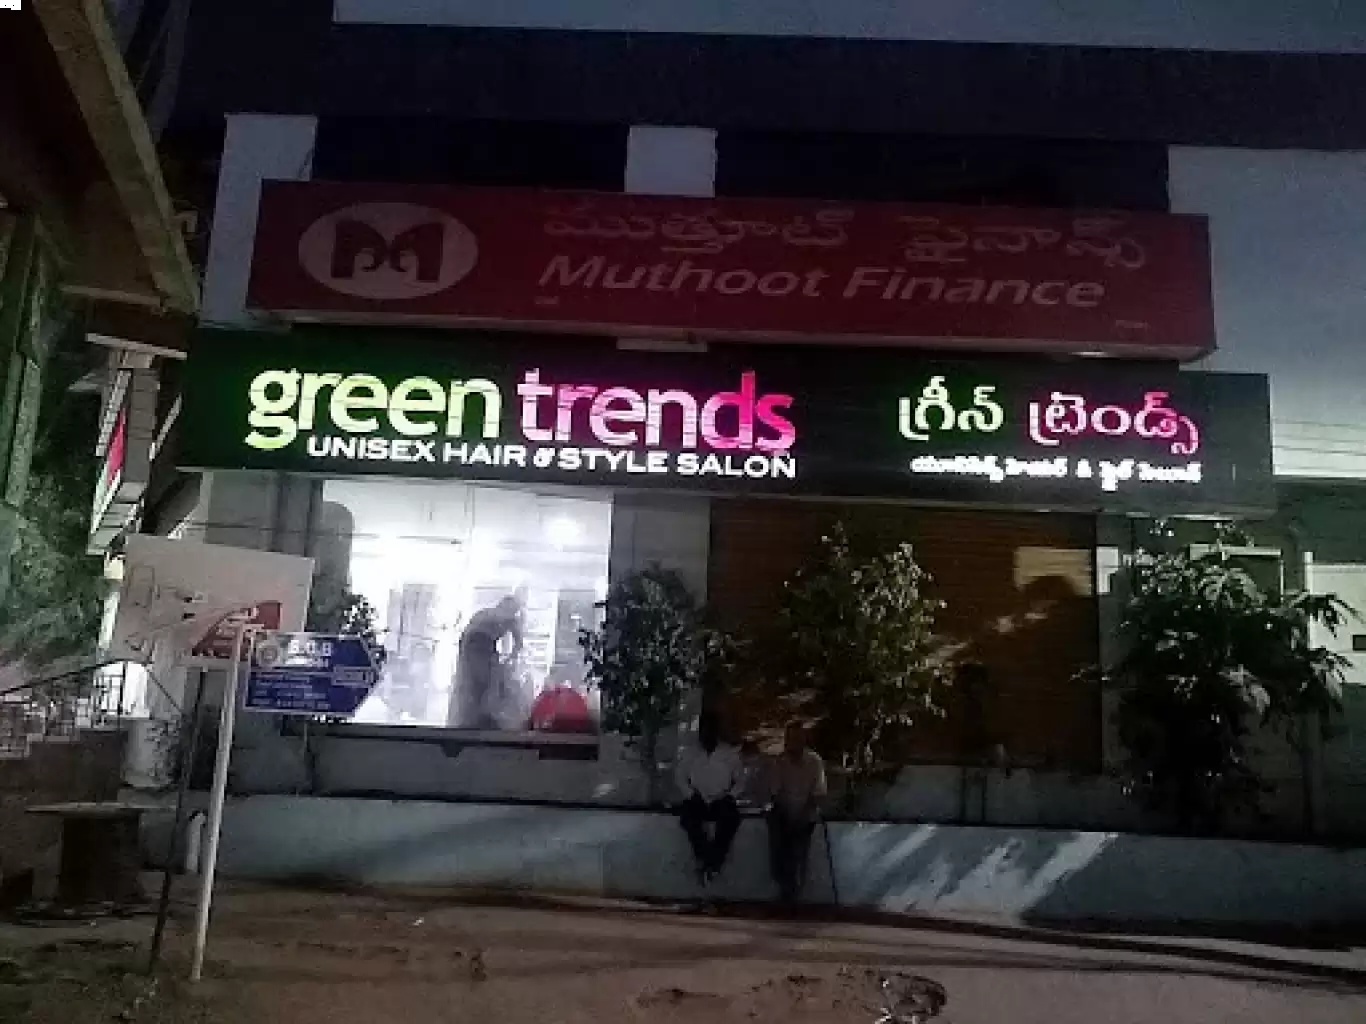 ముత్తూట్ ఫైనాన్స్
Muthoot Finance
green trends
UNISEX HAIR & STYLE SALON
గ్రీన్ ట్రెండ్స్
యూనిసెక్స్ హెయిర్ & స్టైల్ సెలూన్